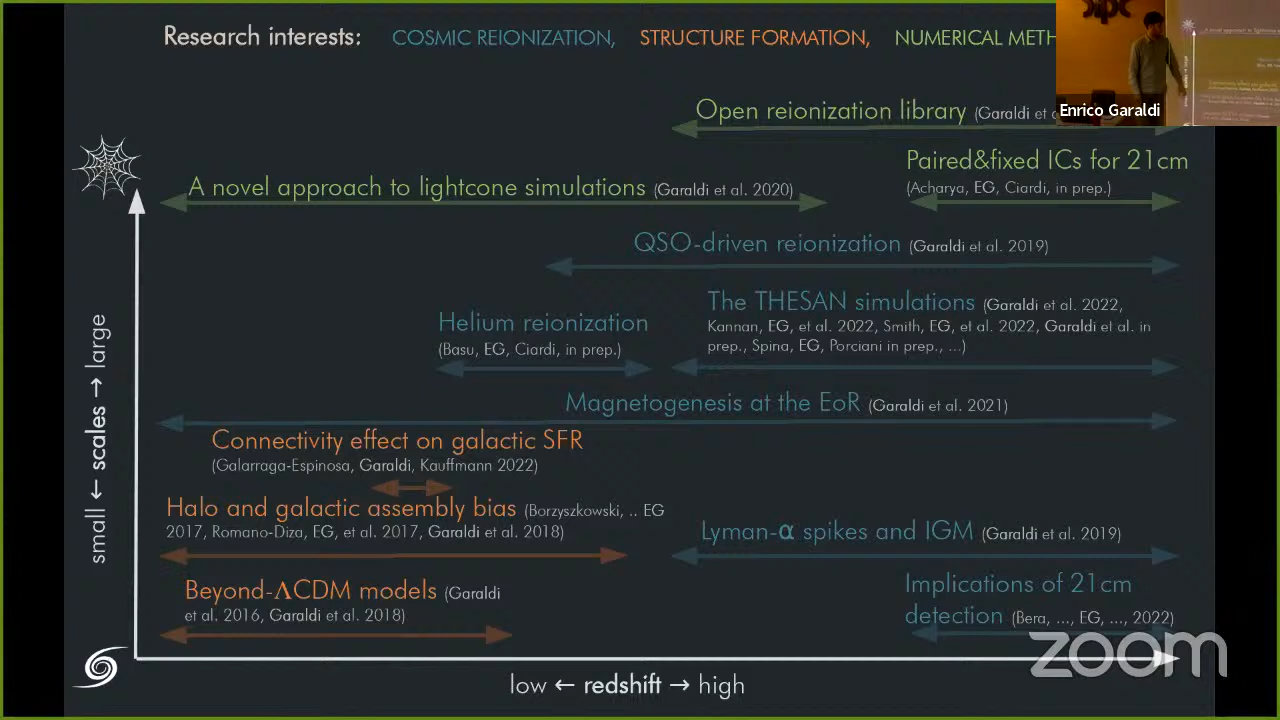 Research interests: COSMIC REIONIZATION, STRUCTURE FORMATION, NUMERICAL METH
Enrico Garaldi
Open reionization library (Garaldi et
Paired&fixed ICs for 21cm
(Acharya, EG, Ciardi, in prep.)
A novel approach to lightcone simulations (Garaldi et al. 2020)
QSO-driven reionization (Garaldi et al. 2019)
The THESAN simulations (Garaldi et al. 2022,
Kannan, EG, et al. 2022, Smith, EG, et al. 2022, Garaldi et al. in
prep., Spina, EG, Porciani in prep., ...)
Helium reionization
(Basu, EG, Ciardi, in prep.)
Magnetogenesis at the EoR (Garaldi et al. 2021)
Connectivity effect on galactic SFR
(Galarraga-Espinosa, Garaldi, Kauffmann 2022)
Halo and galactic assembly bias (Borzyszkowski, .. EG
2017, Romano-Diza, EG, et al. 2017, Garaldi et al. 2018)
Lyman-α spikes and IGM (Garaldi et al. 2019)
Beyond-ΛCDM models (Garaldi
et al. 2016, Garaldi et al. 2018)
Implications of 21cm
detection (Bera, ..., EG, ..., 2022)
small ← scales → large
low ← redshift → high
zoom